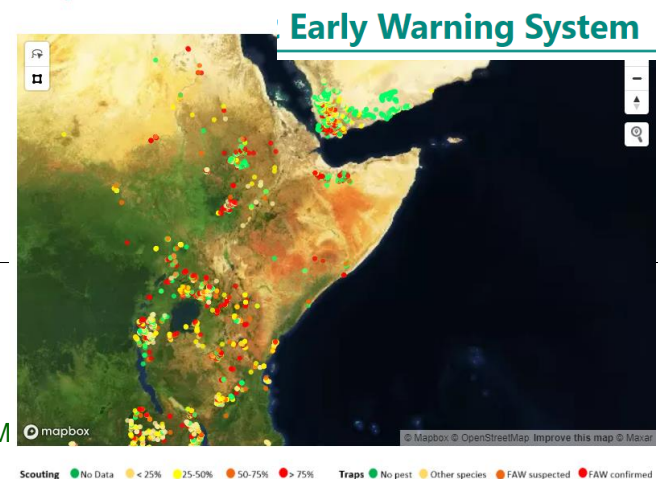 Early Warning System
M
mapbox
© Mapbox © OpenStreetMap Improve this map © Maxar
Scouting No Data < 25% 25-50% 50-75% > 75% Traps No pest Other species FAW suspected FAW confirmed